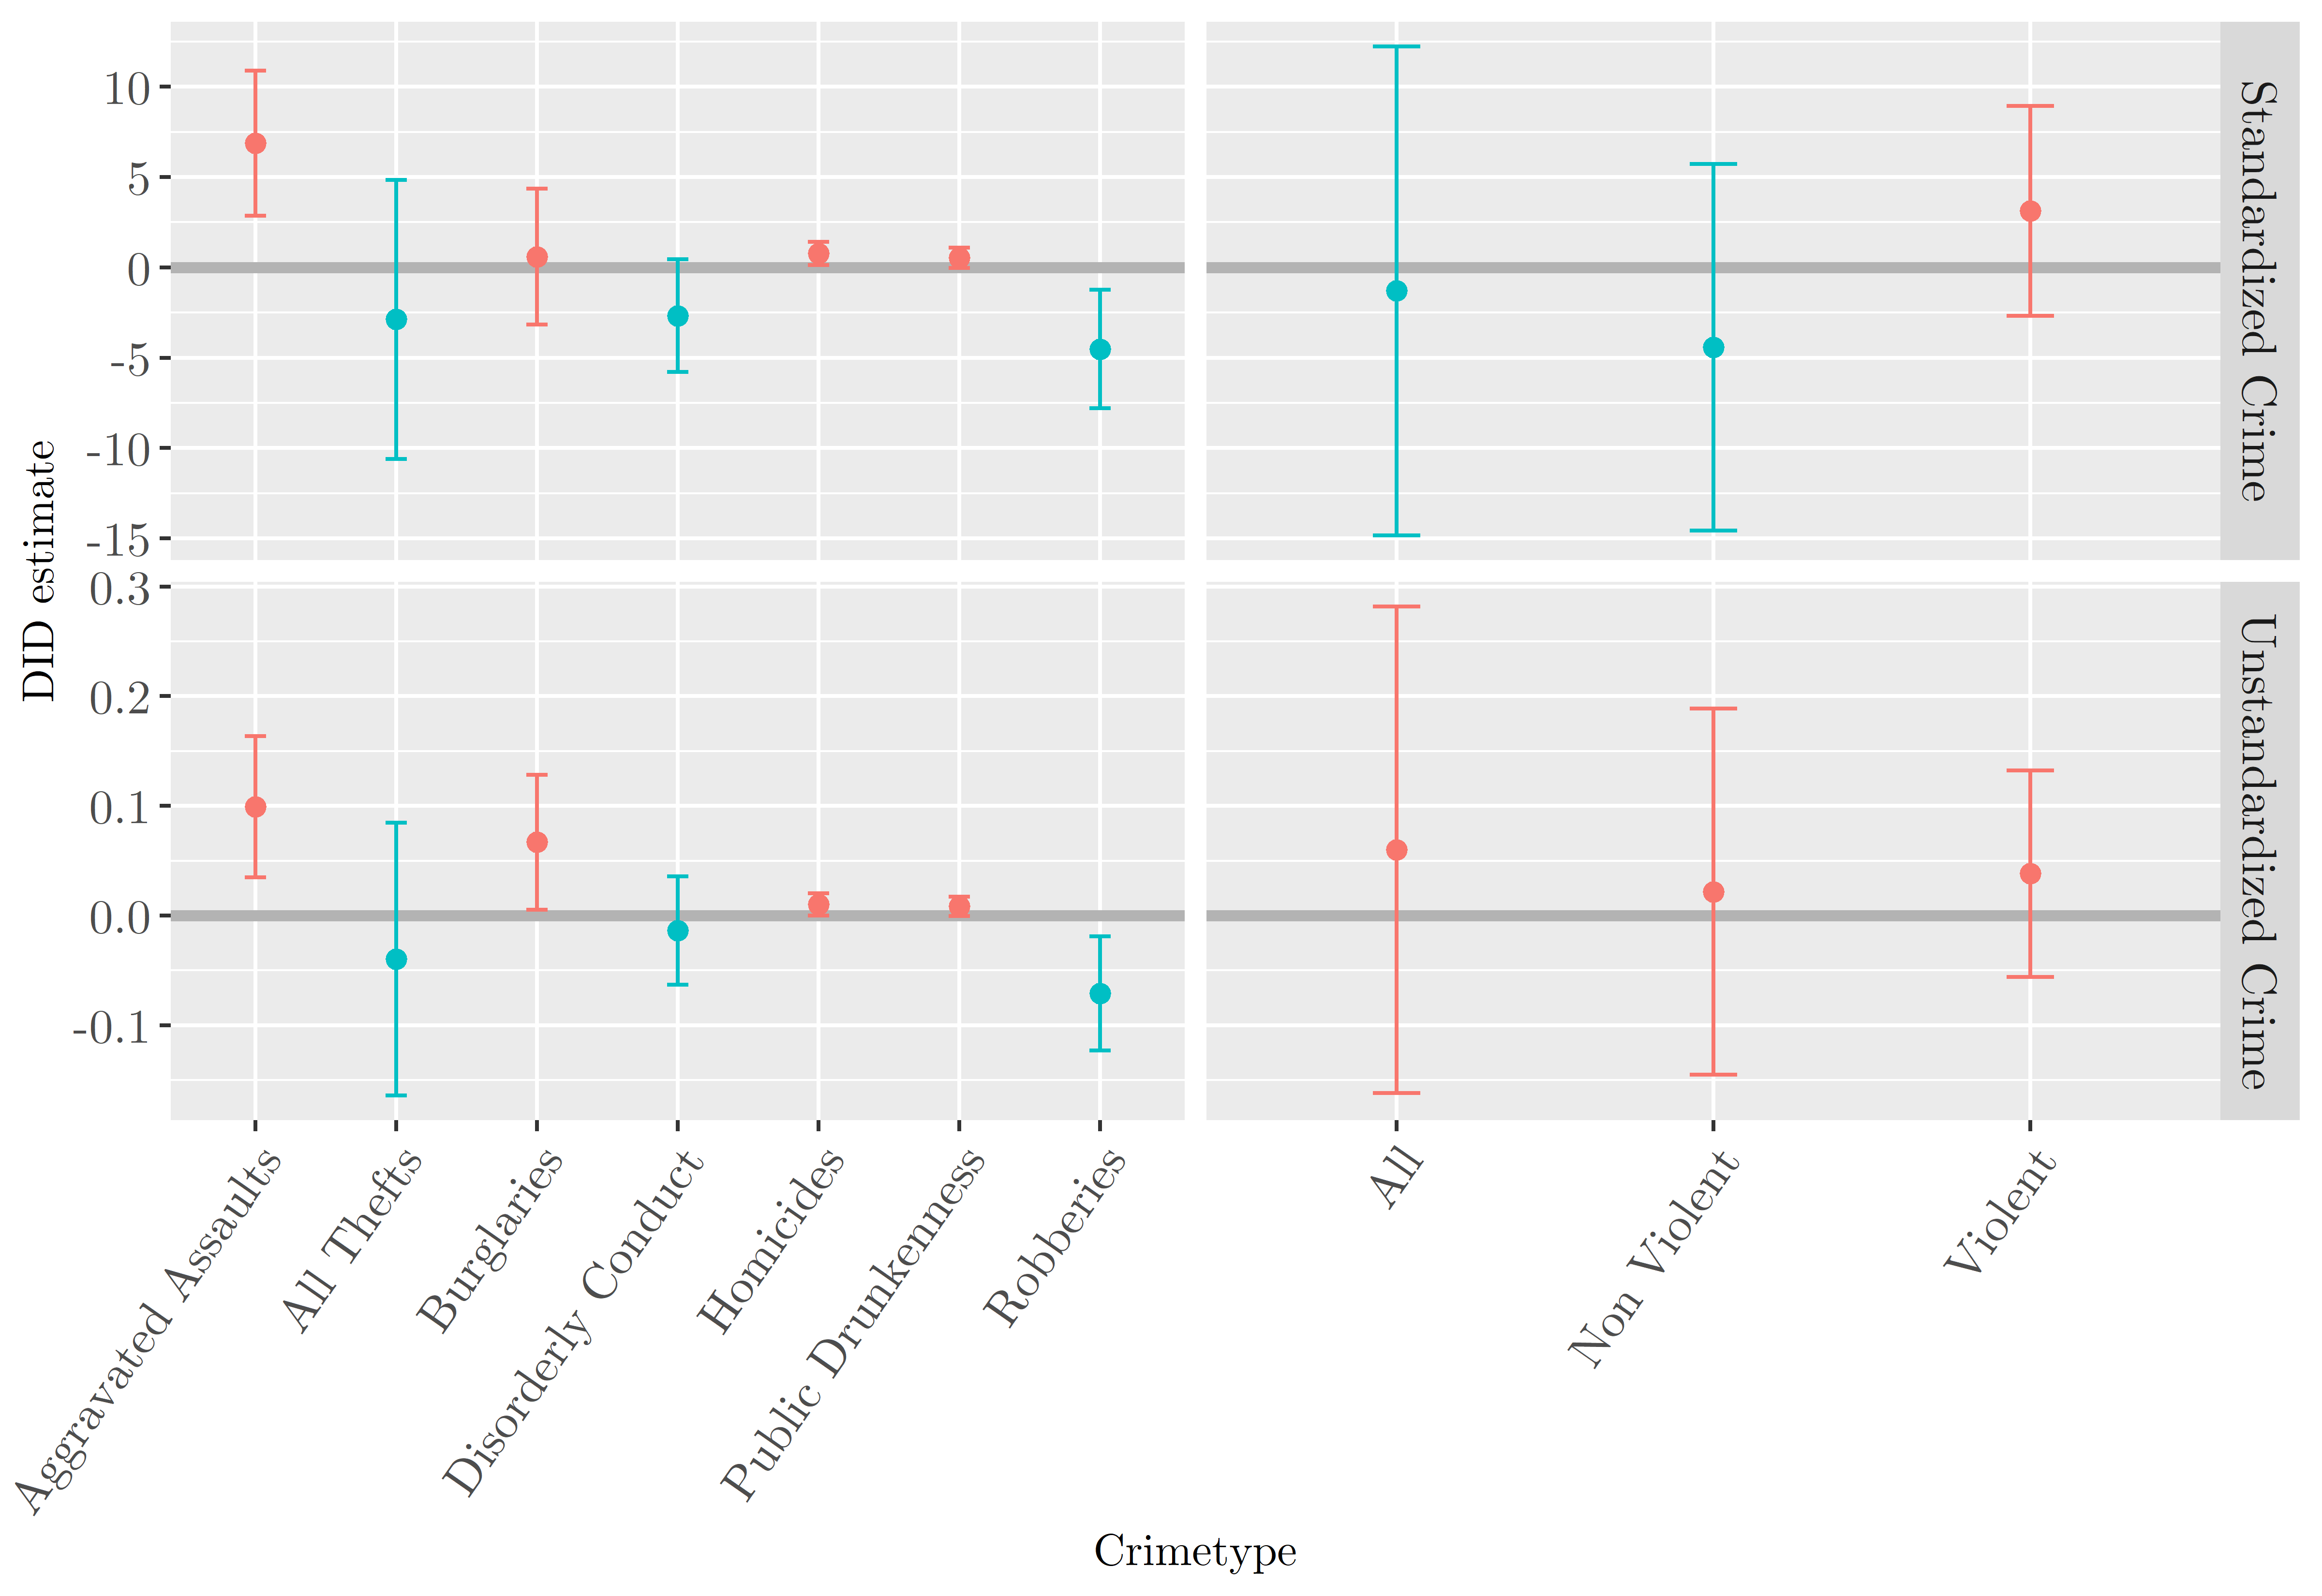 DID estimate
10
5
0
-5
-10
-15
Standardized Crime
0.3
0.2
0.1
0.0
-0.1
Unstandardized Crime
Aggravated Assaults
All Thefts
Burglaries
Disorderly Conduct
Homicides
Public Drunkenness
Robberies
All
Non Violent
Violent
Crimetype